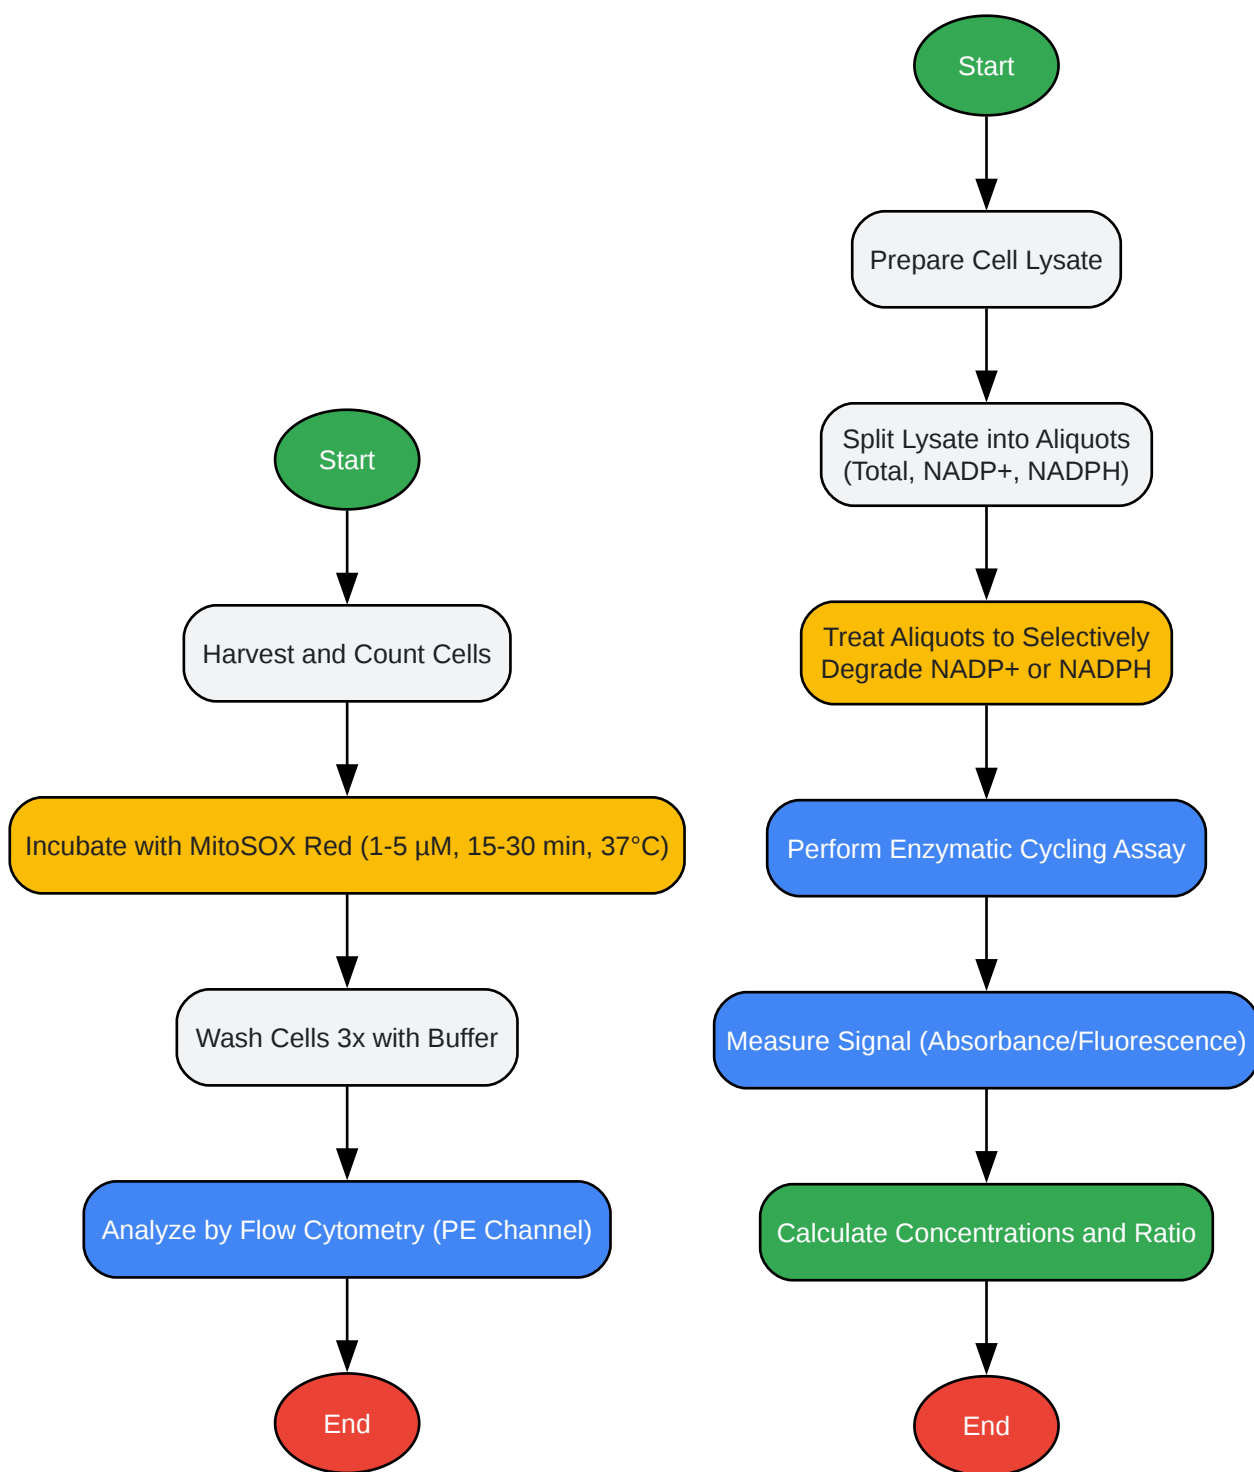 Start
Harvest and Count Cells
Incubate with MitoSOX Red (1-5 µM, 15-30 min, 37°C)
Wash Cells 3x with Buffer
Analyze by Flow Cytometry (PE Channel)
End
Start
Prepare Cell Lysate
Split Lysate into Aliquots
(Total, NADP+, NADPH)
Treat Aliquots to Selectively
Degrade NADP+ or NADPH
Perform Enzymatic Cycling Assay
Measure Signal (Absorbance/Fluorescence)
Calculate Concentrations and Ratio
End